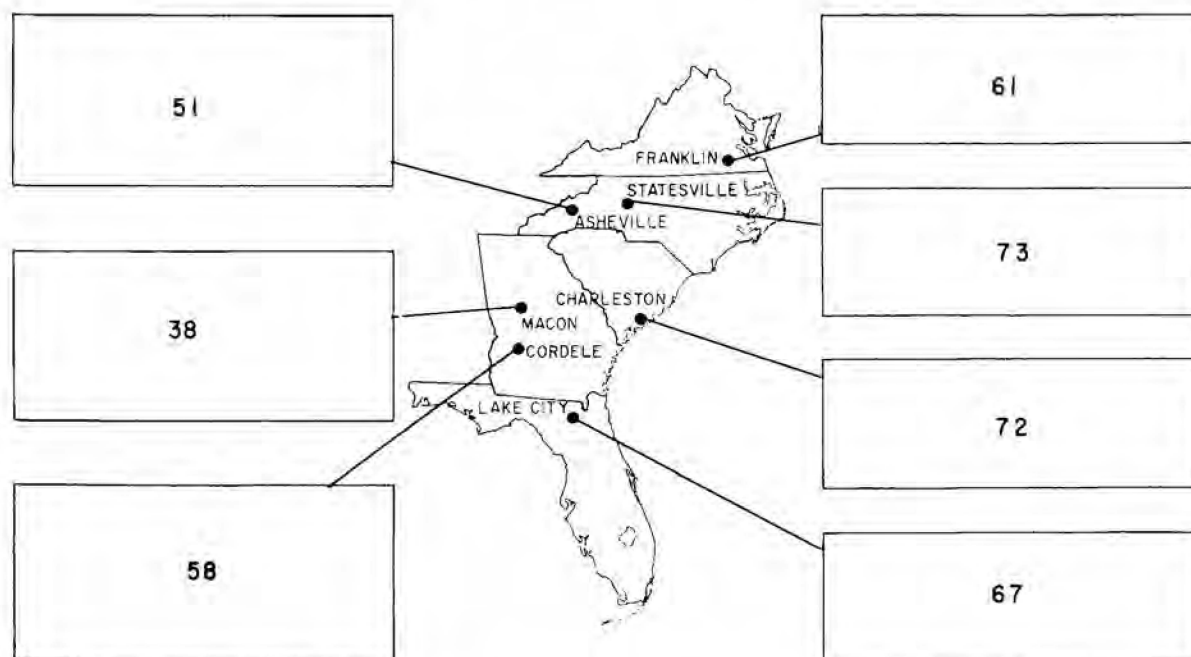 51
61
FRANKLIN
STATESVILLE
ASHEVILLE
73
38
CHARLESTON
MACON
CORDELE
LAKE CITY
72
58
67